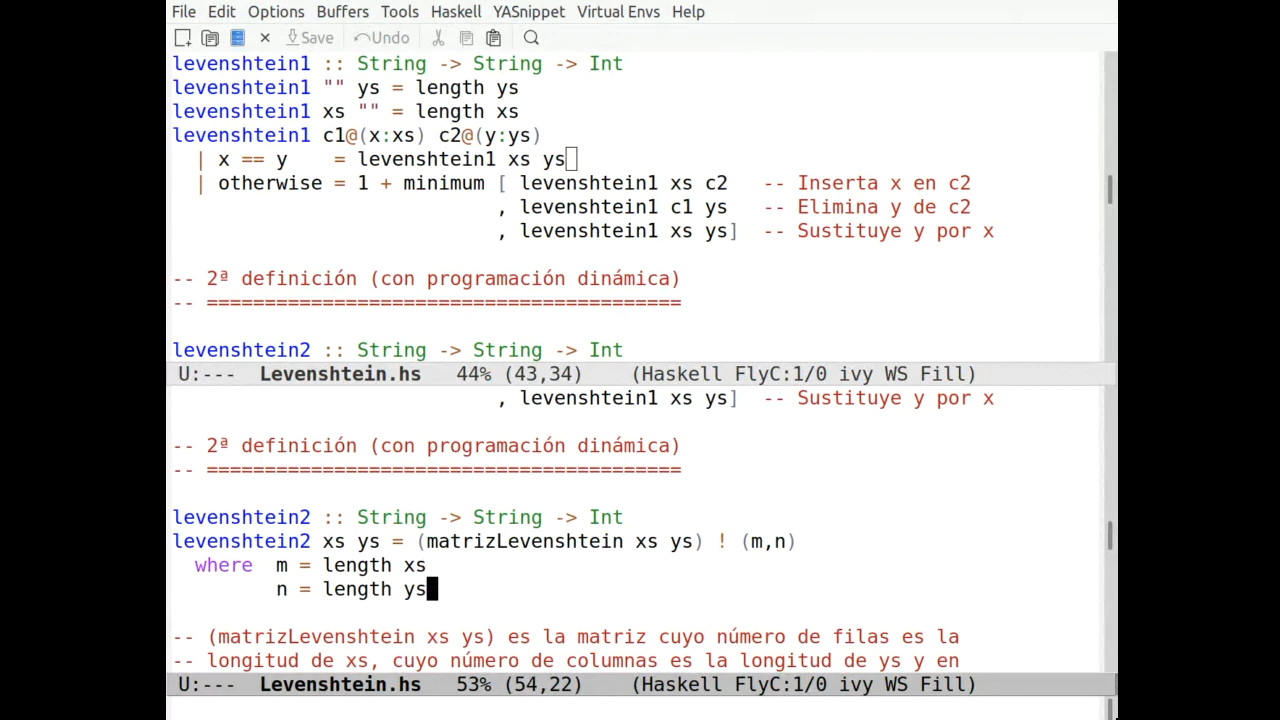 File Edit Options Buffers Tools Haskell YASnippet Virtual Envs Help
Save Undo
levenshtein1 :: String -> String -> Int
levenshtein1 "" ys = length ys
levenshtein1 xs "" = length xs
levenshtein1 c1@(x:xs) c2@(y:ys)
  | x == y    = levenshtein1 xs ys
  | otherwise = 1 + minimum [ levenshtein1 xs c2   -- Inserta x en c2
                            , levenshtein1 c1 ys   -- Elimina y de c2
                            , levenshtein1 xs ys]  -- Sustituye y por x
-- 2ª definición (con programación dinámica)
-- =========================================
levenshtein2 :: String -> String -> Int
U:---  Levenshtein.hs   44% (43,34)    (Haskell FlyC:1/0 ivy WS Fill)
                            , levenshtein1 xs ys]  -- Sustituye y por x
-- 2ª definición (con programación dinámica)
-- =========================================
levenshtein2 :: String -> String -> Int
levenshtein2 xs ys = (matrizLevenshtein xs ys) ! (m,n)
  where  m = length xs
         n = length ys
-- (matrizLevenshtein xs ys) es la matriz cuyo número de filas es la
-- longitud de xs, cuyo número de columnas es la longitud de ys y en
U:---  Levenshtein.hs   53% (54,22)    (Haskell FlyC:1/0 ivy WS Fill)